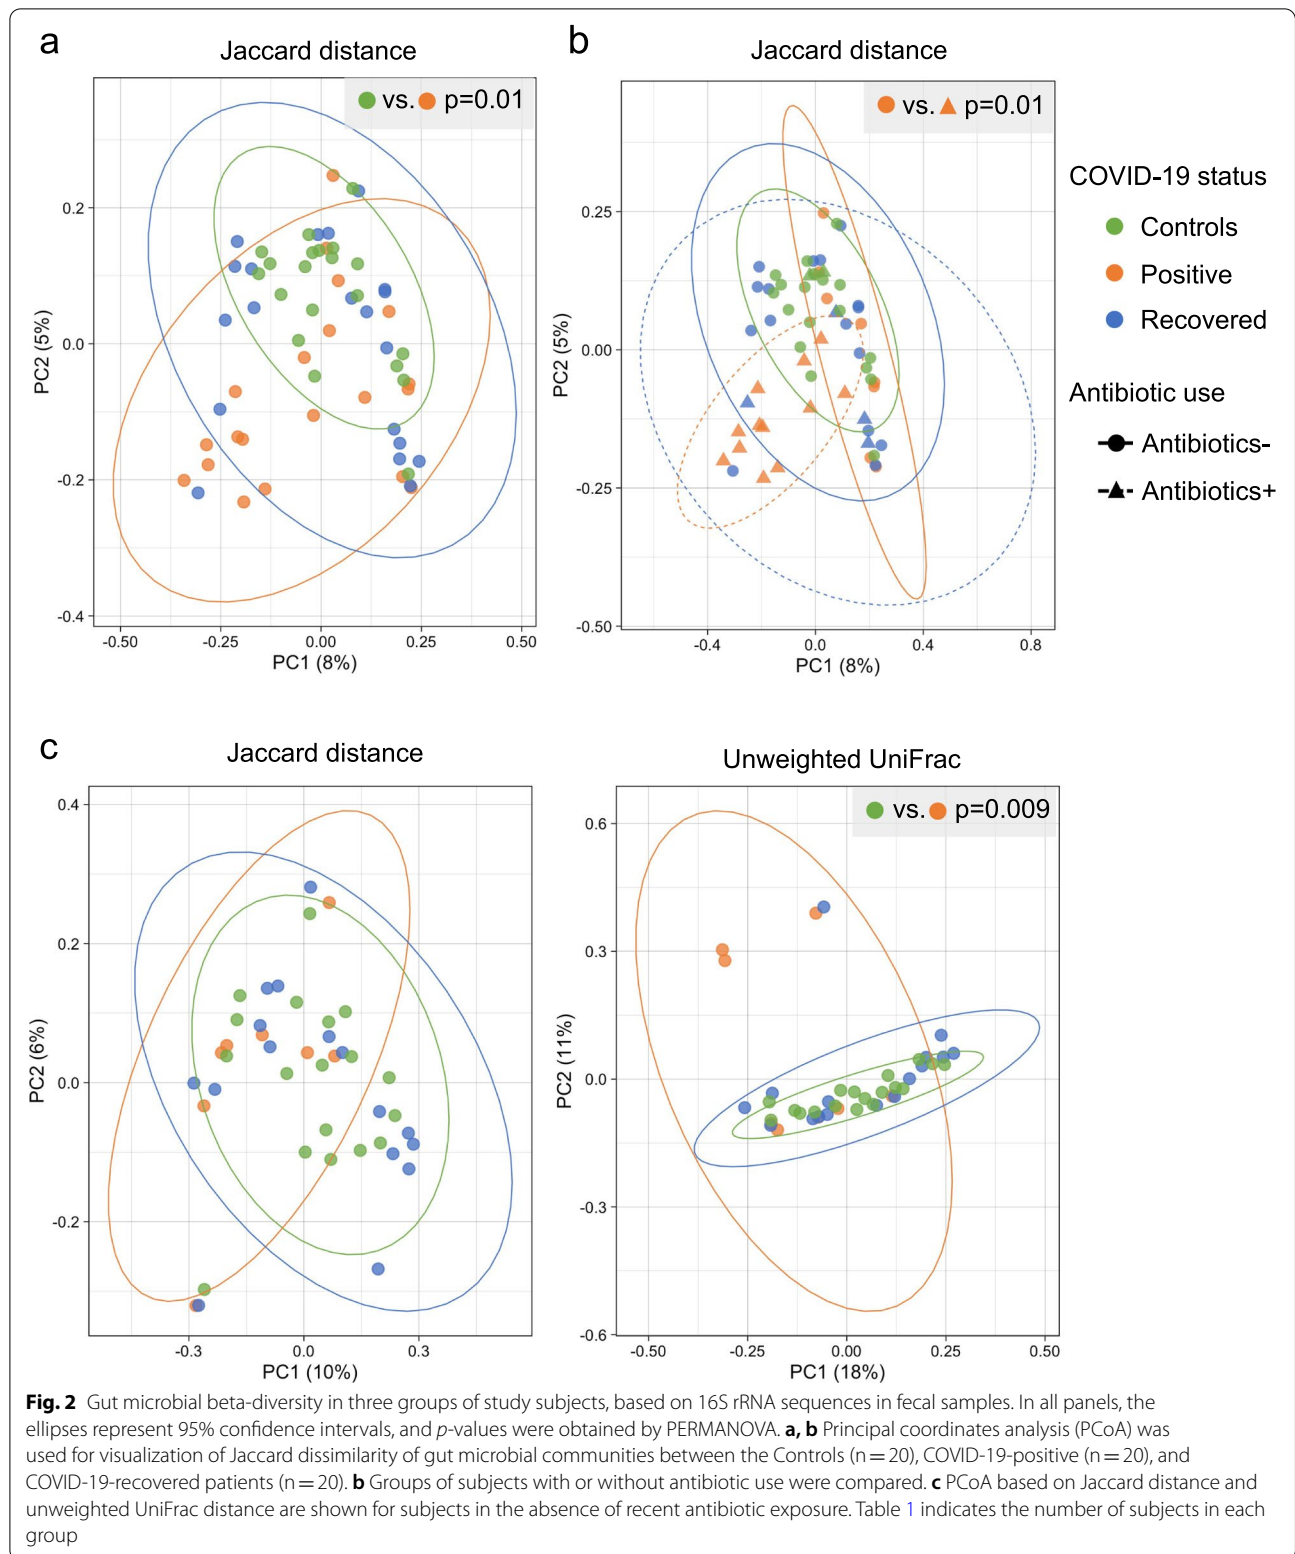 a
Jaccard distance
vs. p=0.01
0.2
0.0
-0.2
-0.4
PC2 (5%)
-0.50 -0.25 0.00 0.25 0.50
PC1 (8%)
b
Jaccard distance
vs. p=0.01
0.25
0.00
-0.25
-0.50
PC2 (5%)
-0.4 0.0 0.4 0.8
PC1 (8%)
COVID-19 status
Controls
Positive
Recovered
Antibiotic use
Antibiotics-
Antibiotics+
c
Jaccard distance
0.4
0.2
0.0
-0.2
PC2 (6%)
-0.3 0.0 0.3
PC1 (10%)
Unweighted UniFrac
vs. p=0.009
0.6
0.3
0.0
-0.3
-0.6
PC2 (11%)
-0.50 -0.25 0.00 0.25 0.50
PC1 (18%)
Fig. 2 Gut microbial beta-diversity in three groups of study subjects, based on 16S rRNA sequences in fecal samples. In all panels, the
ellipses represent 95% confidence intervals, and p-values were obtained by PERMANOVA. a, b Principal coordinates analysis (PCoA) was
used for visualization of Jaccard dissimilarity of gut microbial communities between the Controls (n = 20), COVID-19-positive (n = 20), and
COVID-19-recovered patients (n = 20). b Groups of subjects with or without antibiotic use were compared. c PCoA based on Jaccard distance and
unweighted UniFrac distance are shown for subjects in the absence of recent antibiotic exposure. Table 1 indicates the number of subjects in each
group